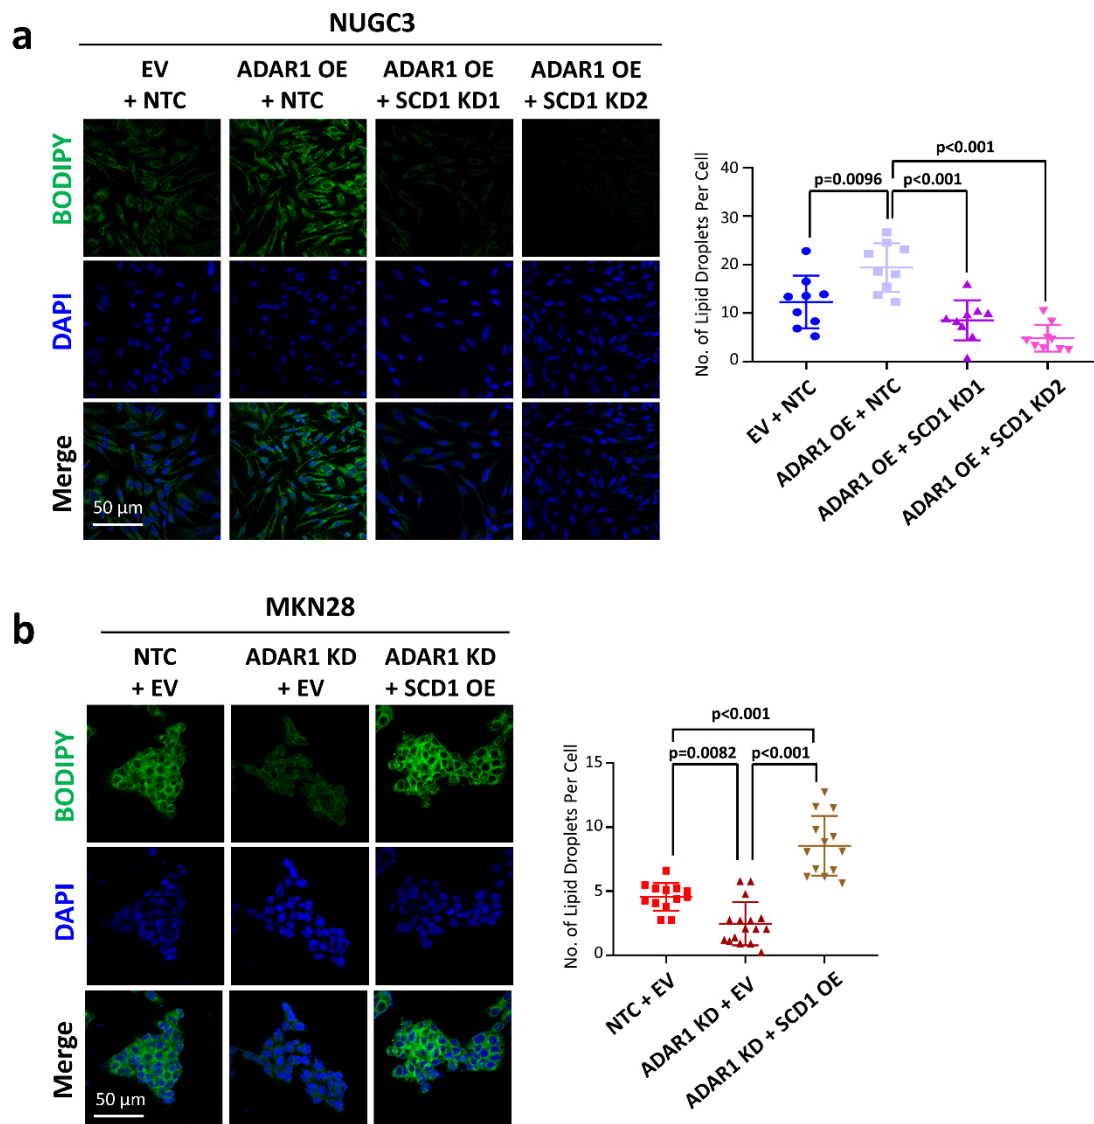 a
NUGC3
EV
+ NTC
ADAR1 OE
+ NTC
ADAR1 OE
+ SCD1 KD1
ADAR1 OE
+ SCD1 KD2
BODIPY
DAPI
Merge
50 µm
No. of Lipid Droplets Per Cell
40
30
20
10
0
p<0.001
p=0.0096
p<0.001
EV + NTC
ADAR1 OE + NTC
ADAR1 OE + SCD1 KD1
ADAR1 OE + SCD1 KD2
b
MKN28
NTC
+ EV
ADAR1 KD
+ EV
ADAR1 KD
+ SCD1 OE
BODIPY
DAPI
Merge
50 µm
No. of Lipid Droplets Per Cell
15
10
5
0
p<0.001
p=0.0082
p<0.001
NTC + EV
ADAR1 KD + EV
ADAR1 KD + SCD1 OE